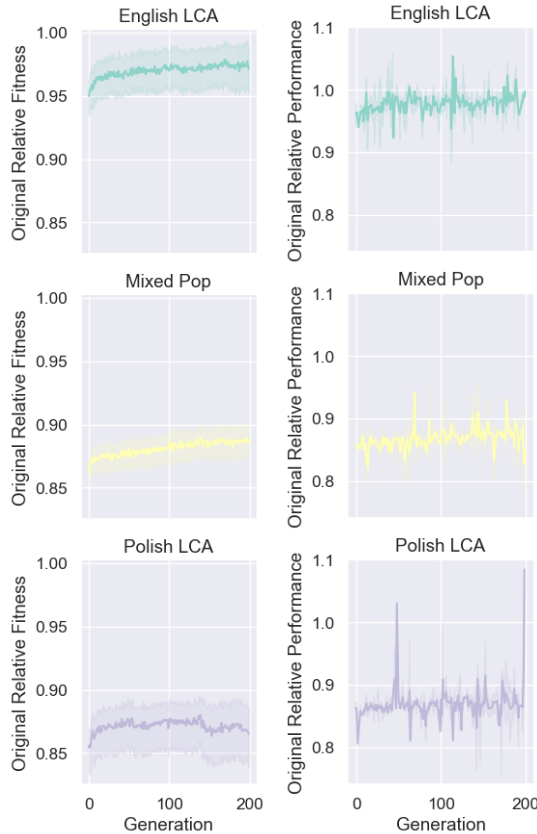 English LCA
English LCA
Original Relative Fitness
1.00
0.95
0.90
0.85
Original Relative Performance
1.1
1.0
0.9
0.8
Mixed Pop
Mixed Pop
Original Relative Fitness
1.00
0.95
0.90
0.85
Original Relative Performance
1.1
1.0
0.9
0.8
Polish LCA
Polish LCA
Original Relative Fitness
1.00
0.95
0.90
0.85
0
100
200
Generation
Original Relative Performance
1.1
1.0
0.9
0.8
0
100
200
Generation